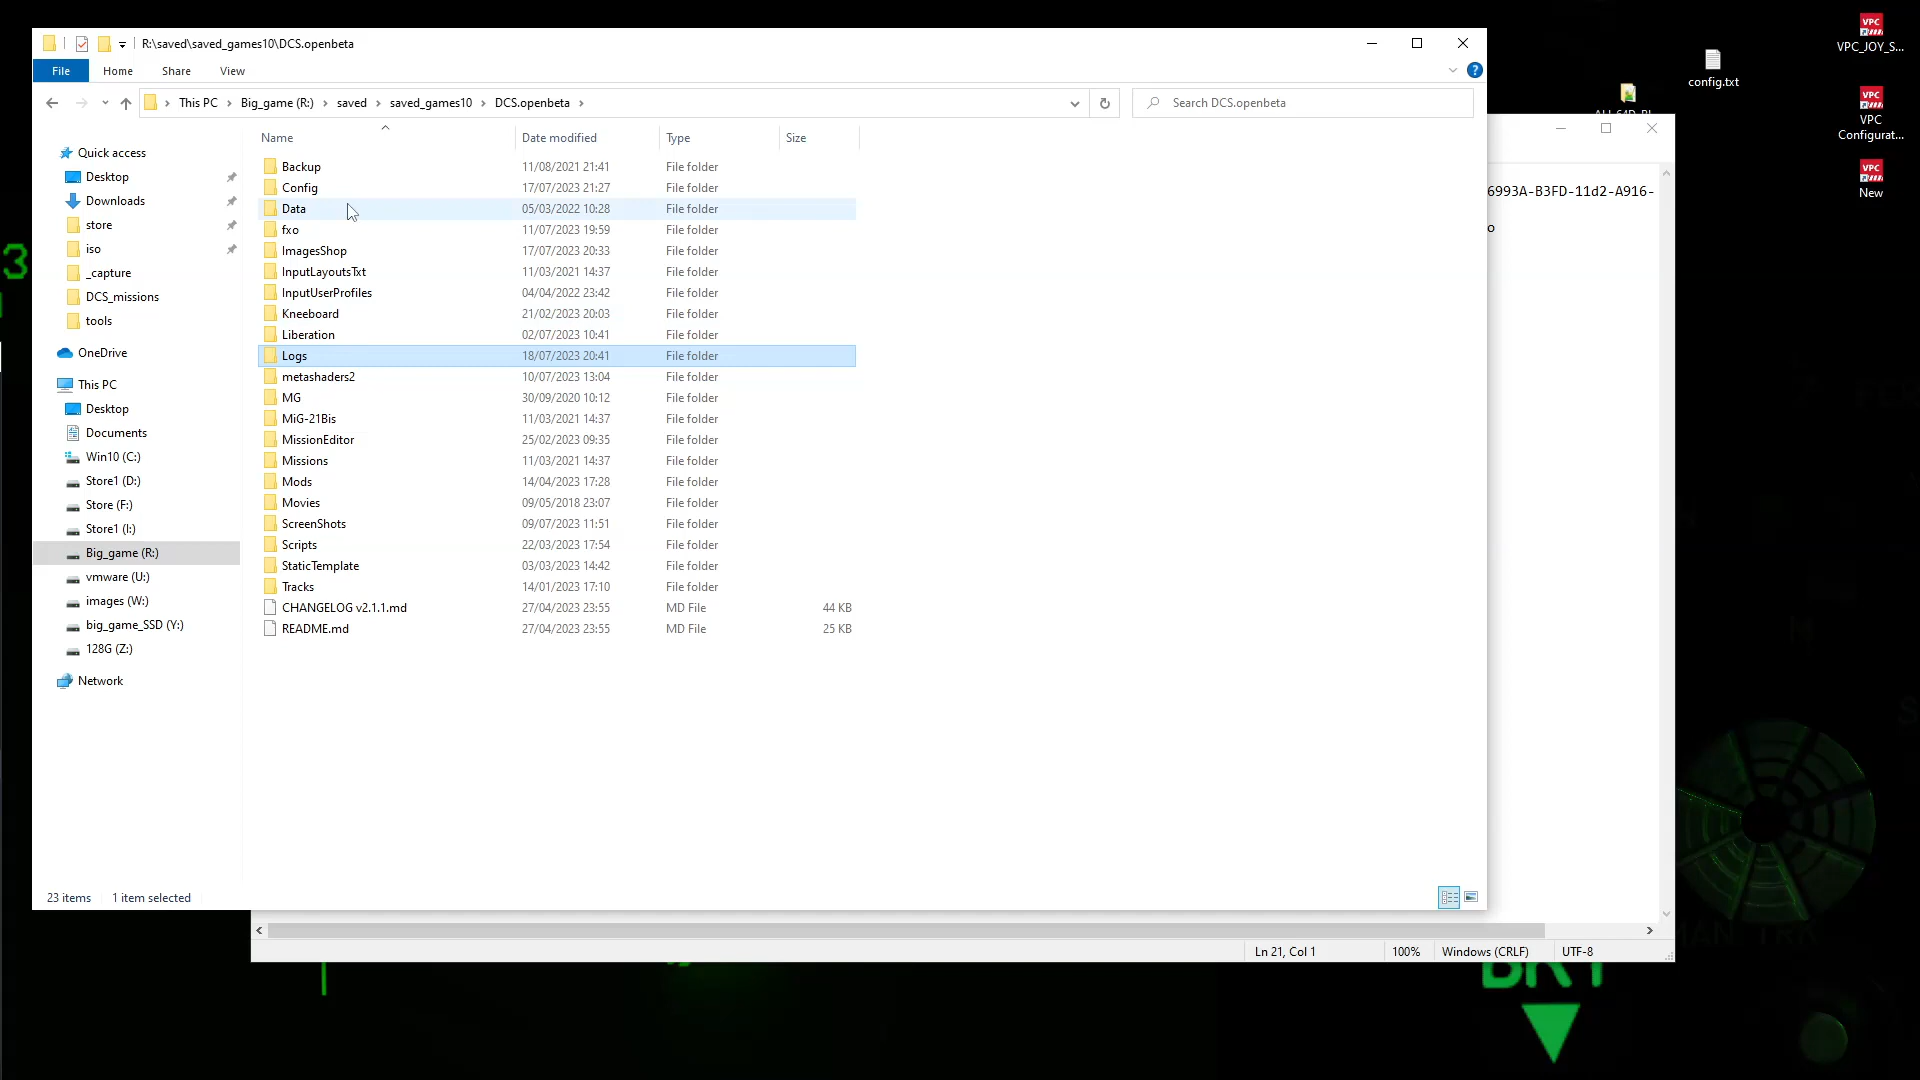 R:\saved\saved_games10\DCS.openbeta
File Home Share View
This PC Big_game (R:) saved saved_games10 DCS.openbeta
Search DCS.openbeta
Name Date modified Type Size
Quick access
Desktop
Downloads
store
iso
_capture
DCS_missions
tools
OneDrive
This PC
Desktop
Documents
Win10 (C:)
Store1 (D:)
Store (F:)
Store1 (I:)
Big_game (R:)
vmware (U:)
images (W:)
big_game_SSD (Y:)
128G (Z:)
Network
Backup 11/08/2021 21:41 File folder
Config 17/07/2023 21:27 File folder
Data 05/03/2022 10:28 File folder
fxo 11/07/2023 19:59 File folder
ImagesShop 17/07/2023 20:33 File folder
InputLayoutsTxt 11/03/2021 14:37 File folder
InputUserProfiles 04/04/2022 23:42 File folder
Kneeboard 21/02/2023 20:03 File folder
Liberation 02/07/2023 10:41 File folder
Logs 18/07/2023 20:41 File folder
metashaders2 10/07/2023 13:04 File folder
MG 30/09/2020 10:12 File folder
MiG-21Bis 11/03/2021 14:37 File folder
MissionEditor 25/02/2023 09:35 File folder
Missions 11/03/2021 14:37 File folder
Mods 14/04/2023 17:28 File folder
Movies 09/05/2018 23:07 File folder
ScreenShots 09/07/2023 11:51 File folder
Scripts 22/03/2023 17:54 File folder
StaticTemplate 03/03/2023 14:42 File folder
Tracks 14/01/2023 17:10 File folder
CHANGELOG v2.1.1.md 27/04/2023 23:55 MD File 44 KB
README.md 27/04/2023 23:55 MD File 25 KB
23 items 1 item selected
6993A-B3FD-11d2-A916-
o
Ln 21, Col 1 100% Windows (CRLF) UTF-8
config.txt
VPC
VPC_JOY_S...
VPC
VPC
Configurat...
VPC
New
3
BRT